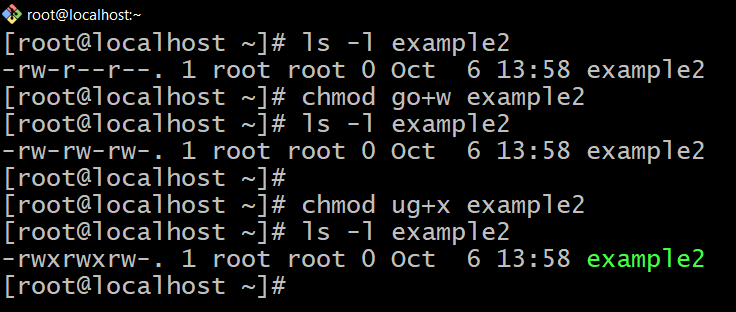 root@localhost:~
[root@localhost ~]# ls -l example2
-rw-r--r--. 1 root root 0 Oct  6 13:58 example2
[root@localhost ~]# chmod go+w example2
[root@localhost ~]# ls -l example2
-rw-rw-rw-. 1 root root 0 Oct  6 13:58 example2
[root@localhost ~]#
[root@localhost ~]# chmod ug+x example2
[root@localhost ~]# ls -l example2
-rwxrwxrw-. 1 root root 0 Oct  6 13:58 example2
[root@localhost ~]#